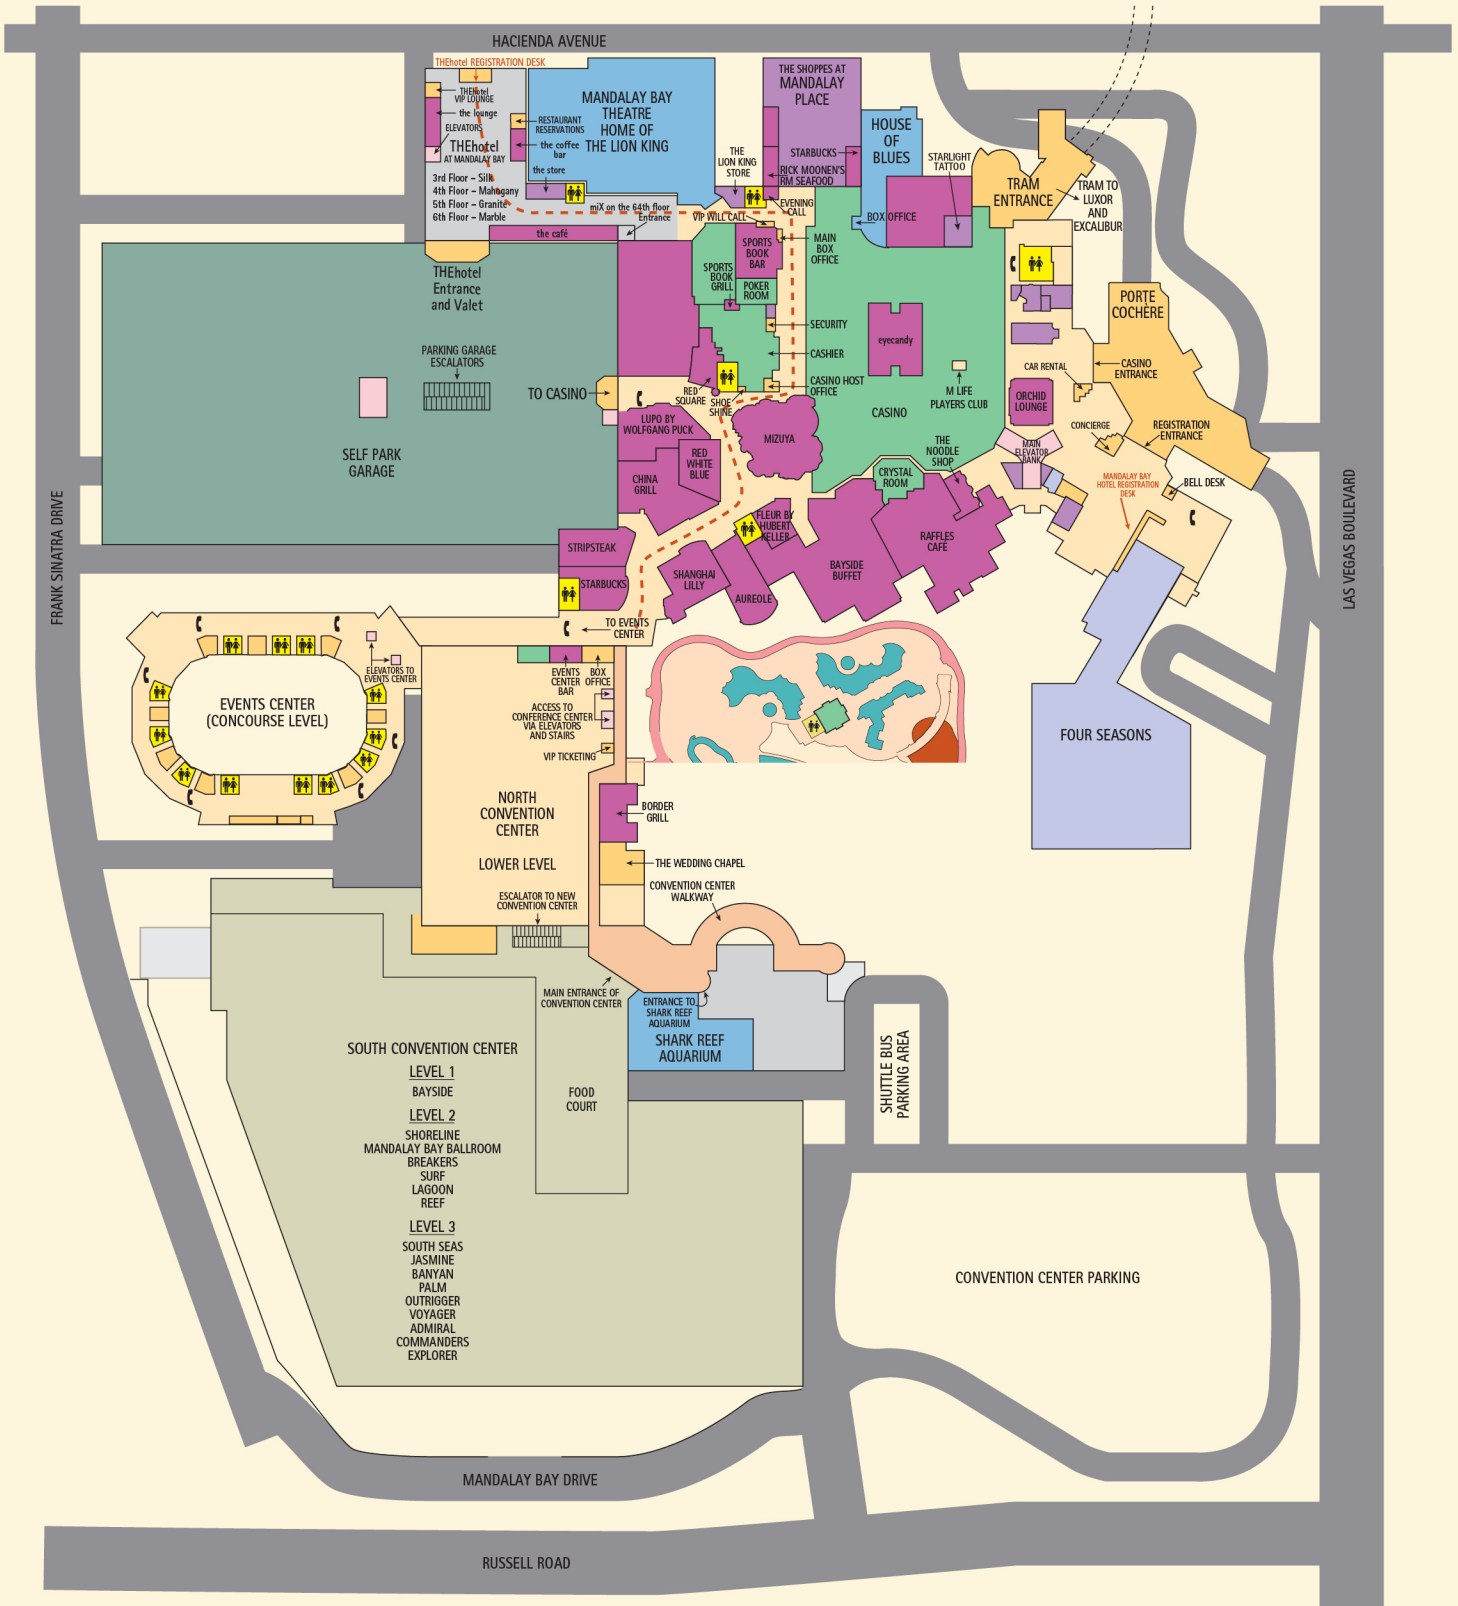 HACIENDA AVENUE
THEhotel REGISTRATION DESK
THEhotel
VIP LOUNGE
the lounge
ELEVATORS
THEhotel
AT MANDALAY BAY
3rd Floor – Silk
4th Floor – Mahogany
5th Floor – Granite
6th Floor – Marble
RESTAURANT
RESERVATIONS
the coffee
bar
the store
miX on the 64th floor
Entrance
the café
MANDALAY BAY
THEATRE
HOME OF
THE LION KING
THE
LION KING
STORE
THE SHOPPES AT
MANDALAY
PLACE
STARBUCKS
RICK MOONEN'S
RM SEAFOOD
EVENING
CALL
HOUSE
OF
BLUES
BOX OFFICE
STARLIGHT
TATTOO
TRAM
ENTRANCE
TRAM TO
LUXOR
AND
EXCALIBUR
VIP WILL CALL
MAIN
BOX
OFFICE
SPORTS
BOOK
BAR
SPORTS
BOOK
GRILL
POKER
ROOM
SECURITY
CASHIER
CASINO HOST
OFFICE
RED
SQUARE
SHOE
SHINE
eyecandy
M LIFE
PLAYERS CLUB
CASINO
THE
NOODLE
SHOP
CRYSTAL
ROOM
MIZUYA
PORTE
COCHÈRE
CASINO
ENTRANCE
CAR RENTAL
ORCHID
LOUNGE
CONCIERGE
REGISTRATION
ENTRANCE
MAIN
ELEVATOR
BANK
MANDALAY BAY
HOTEL REGISTRATION
DESK
BELL DESK
THEhotel
Entrance
and Valet
PARKING GARAGE
ESCALATORS
TO CASINO
SELF PARK
GARAGE
LUPO BY
WOLFGANG PUCK
RED
WHITE
BLUE
CHINA
GRILL
STRIPSTEAK
STARBUCKS
FLEUR BY
HUBERT
KELLER
SHANGHAI
LILLY
AUREOLE
BAYSIDE
BUFFET
RAFFLES
CAFÉ
FRANK SINATRA DRIVE
LAS VEGAS BOULEVARD
TO EVENTS
CENTER
ELEVATORS TO
EVENTS CENTER
EVENTS CENTER
(CONCOURSE LEVEL)
EVENTS
CENTER
BAR
BOX
OFFICE
ACCESS TO
CONFERENCE CENTER
VIA ELEVATORS
AND STAIRS
VIP TICKETING
FOUR SEASONS
NORTH
CONVENTION
CENTER
LOWER LEVEL
BORDER
GRILL
THE WEDDING CHAPEL
CONVENTION CENTER
WALKWAY
ESCALATOR TO NEW
CONVENTION CENTER
MAIN ENTRANCE OF
CONVENTION CENTER
ENTRANCE TO
SHARK REEF
AQUARIUM
SHARK REEF
AQUARIUM
SHUTTLE BUS
PARKING AREA
SOUTH CONVENTION CENTER
LEVEL 1
BAYSIDE
LEVEL 2
SHORELINE
MANDALAY BAY BALLROOM
BREAKERS
SURF
LAGOON
REEF
LEVEL 3
SOUTH SEAS
JASMINE
BANYAN
PALM
OUTRIGGER
VOYAGER
ADMIRAL
COMMANDERS
EXPLORER
FOOD
COURT
CONVENTION CENTER PARKING
MANDALAY BAY DRIVE
RUSSELL ROAD